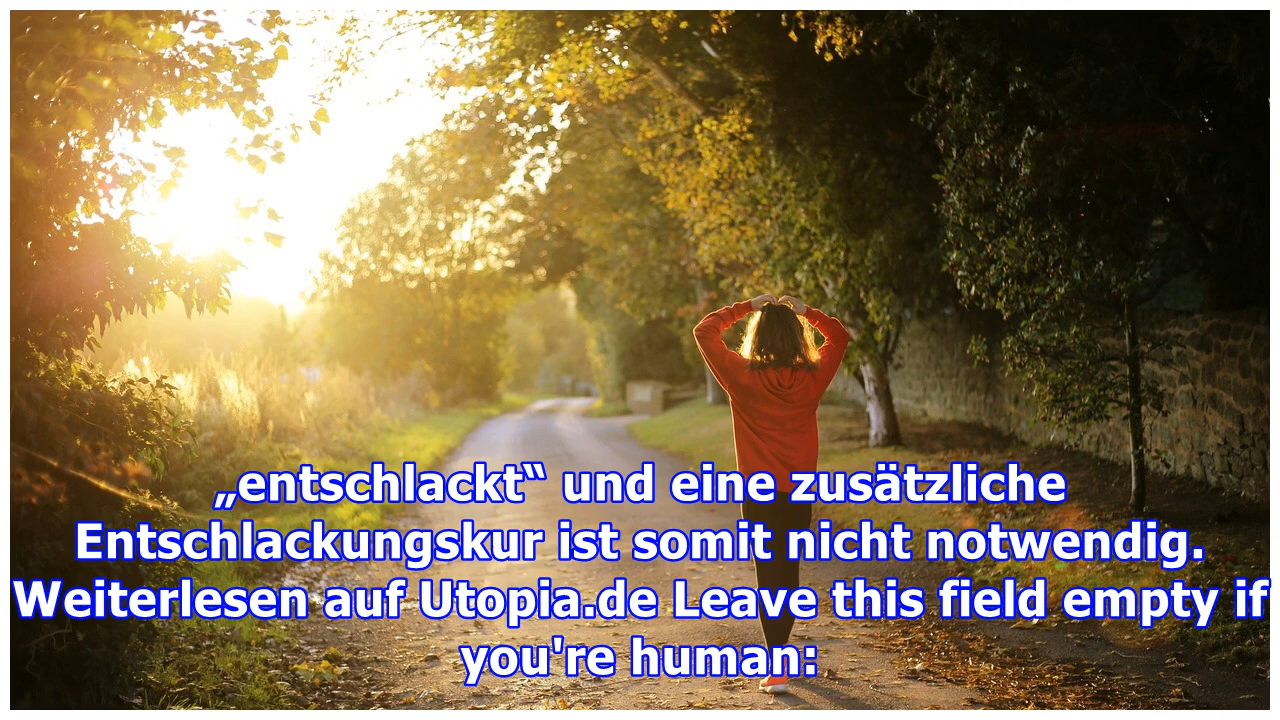 „entschlackt“ und eine zusätzliche
Entschlackungskur ist somit nicht notwendig.
Weiterlesen auf Utopia.de Leave this field empty if
you're human: